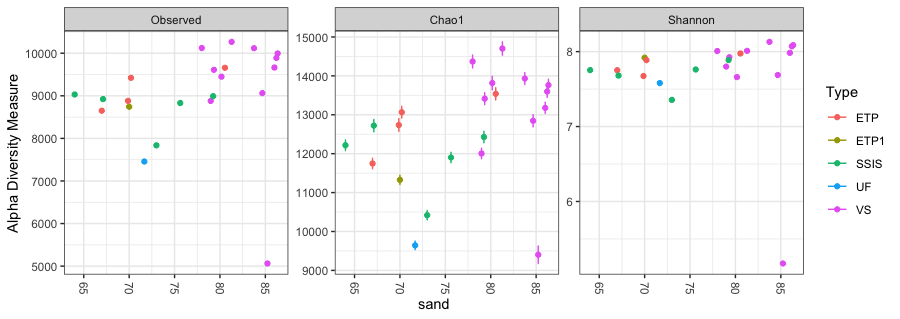 Observed
Chao1
Shannon
Alpha Diversity Measure
10000
9000
8000
7000
6000
5000
65
70
75
80
85
15000
14000
13000
12000
11000
10000
9000
65
70
75
80
85
8
7
6
65
70
75
80
85
sand
Type
ETP
ETP1
SSIS
UF
VS